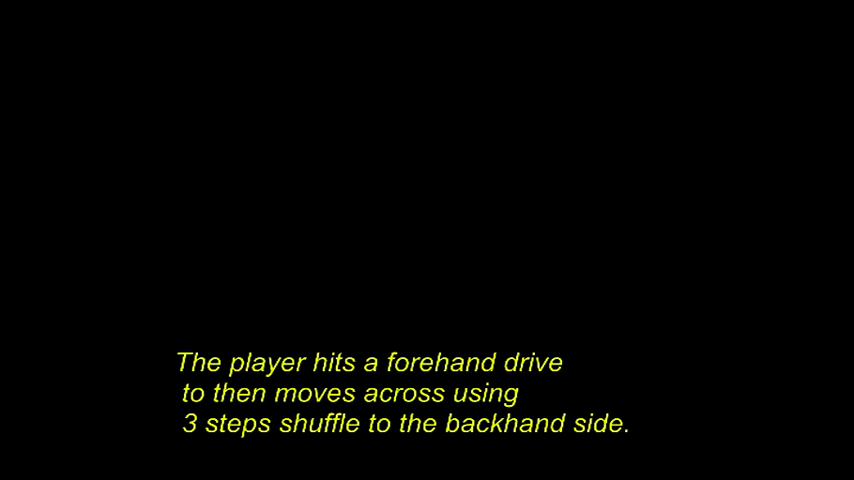 The player hits a forehand drive
to then moves across using
3 steps shuffle to the backhand side.